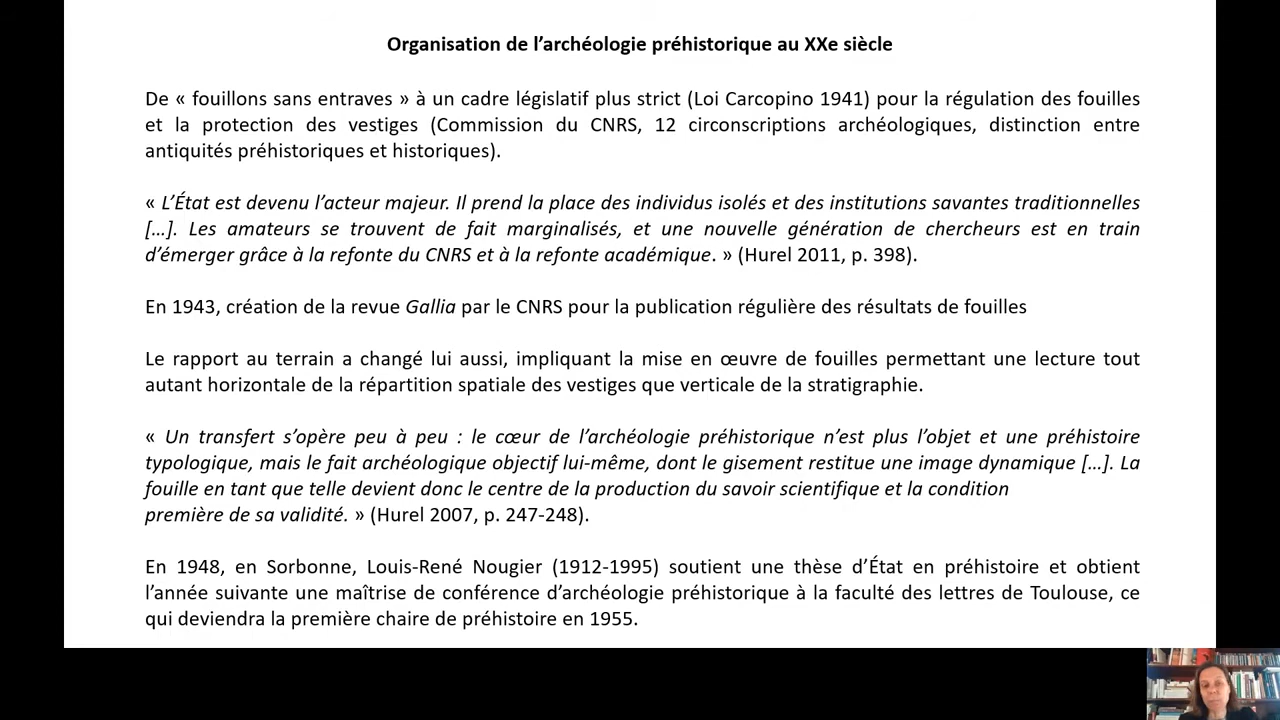 Organisation de l’archéologie préhistorique au XXe siècle
De « fouillons sans entraves » à un cadre législatif plus strict (Loi Carcopino 1941) pour la régulation des fouilles
et la protection des vestiges (Commission du CNRS, 12 circonscriptions archéologiques, distinction entre
antiquités préhistoriques et historiques).
« L’État est devenu l’acteur majeur. Il prend la place des individus isolés et des institutions savantes traditionnelles
[…]. Les amateurs se trouvent de fait marginalisés, et une nouvelle génération de chercheurs est en train
d’émerger grâce à la refonte du CNRS et à la refonte académique. » (Hurel 2011, p. 398).
En 1943, création de la revue Gallia par le CNRS pour la publication régulière des résultats de fouilles
Le rapport au terrain a changé lui aussi, impliquant la mise en œuvre de fouilles permettant une lecture tout
autant horizontale de la répartition spatiale des vestiges que verticale de la stratigraphie.
« Un transfert s’opère peu à peu : le cœur de l’archéologie préhistorique n’est plus l’objet et une préhistoire
typologique, mais le fait archéologique objectif lui-même, dont le gisement restitue une image dynamique […]. La
fouille en tant que telle devient donc le centre de la production du savoir scientifique et la condition
première de sa validité. » (Hurel 2007, p. 247-248).
En 1948, en Sorbonne, Louis-René Nougier (1912-1995) soutient une thèse d’État en préhistoire et obtient
l’année suivante une maîtrise de conférence d’archéologie préhistorique à la faculté des lettres de Toulouse, ce
qui deviendra la première chaire de préhistoire en 1955.